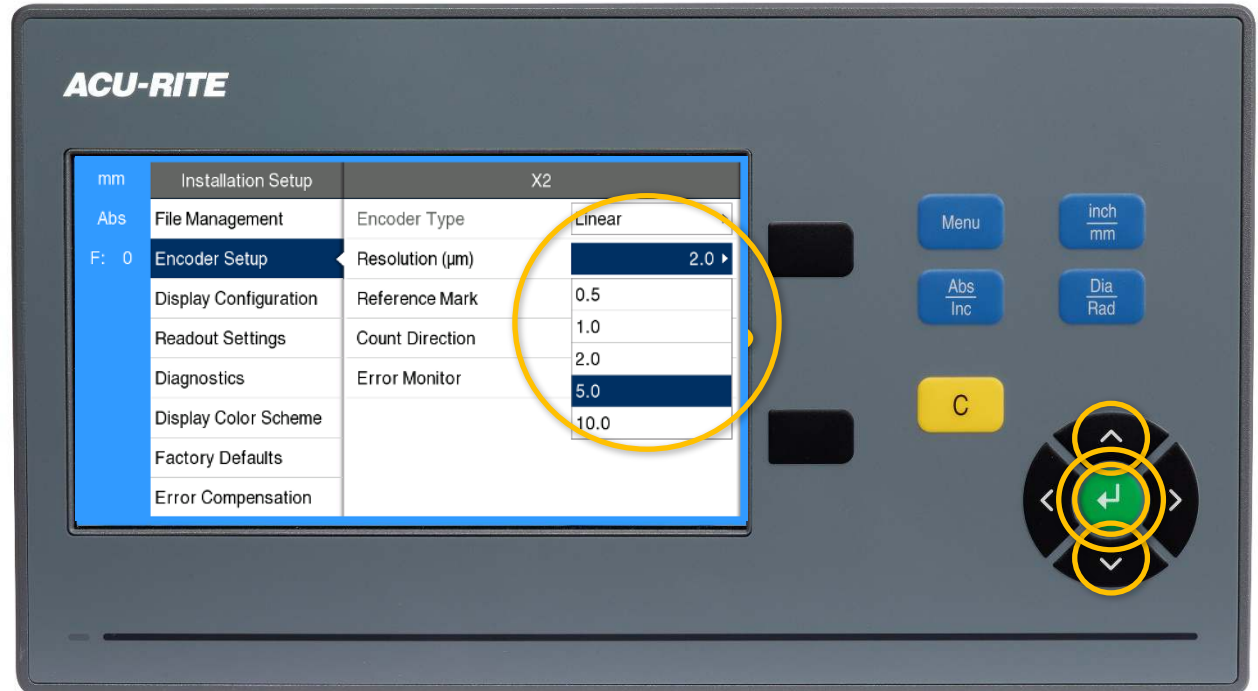 ACU-RITE
mm Installation Setup X2
Abs File Management Encoder Type Linear
F: 0 Encoder Setup Resolution (µm) 2.0
Display Configuration Reference Mark 0.5
1.0
Readout Settings Count Direction
2.0
Diagnostics Error Monitor
5.0
Display Color Scheme 10.0
Factory Defaults
Error Compensation
Menu inch
mm
Abs Dia
Inc Rad
C